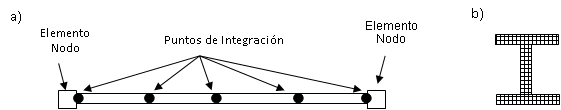 a)
Elemento
Nodo
Puntos de Integración
Elemento
Nodo
b)